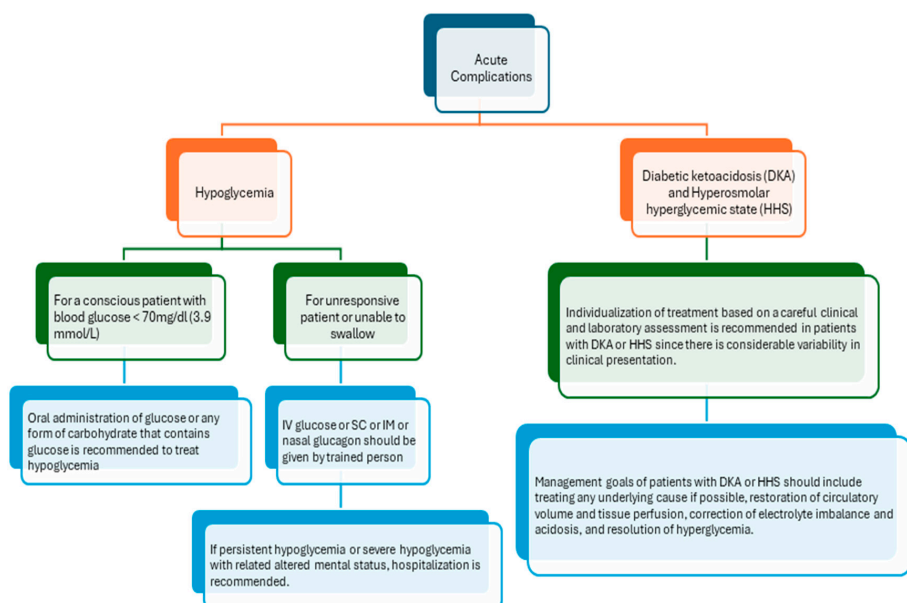 Acute
Complications
Hypoglycemia
Diabetic ketoacidosis (DKA)
and Hyperosmolar
hyperglycemic state (HHS)
For a conscious patient with
blood glucose < 70mg/dl (3.9
mmol/L)
For unresponsive
patient or unable to
swallow
Individualization of treatment based on a careful clinical
and laboratory assessment is recommended in patients
with DKA or HHS since there is considerable variability in
clinical presentation.
Oral administration of glucose or any
form of carbohydrate that contains
glucose is recommended to treat
hypoglycemia
IV glucose or SC or IM or
nasal glucagon should be
given by trained person
Management goals of patients with DKA or HHS should include
treating any underlying cause if possible, restoration of circulatory
volume and tissue perfusion, correction of electrolyte imbalance and
acidosis, and resolution of hyperglycemia.
If persistent hypoglycemia or severe hypoglycemia
with related altered mental status, hospitalization is
recommended.